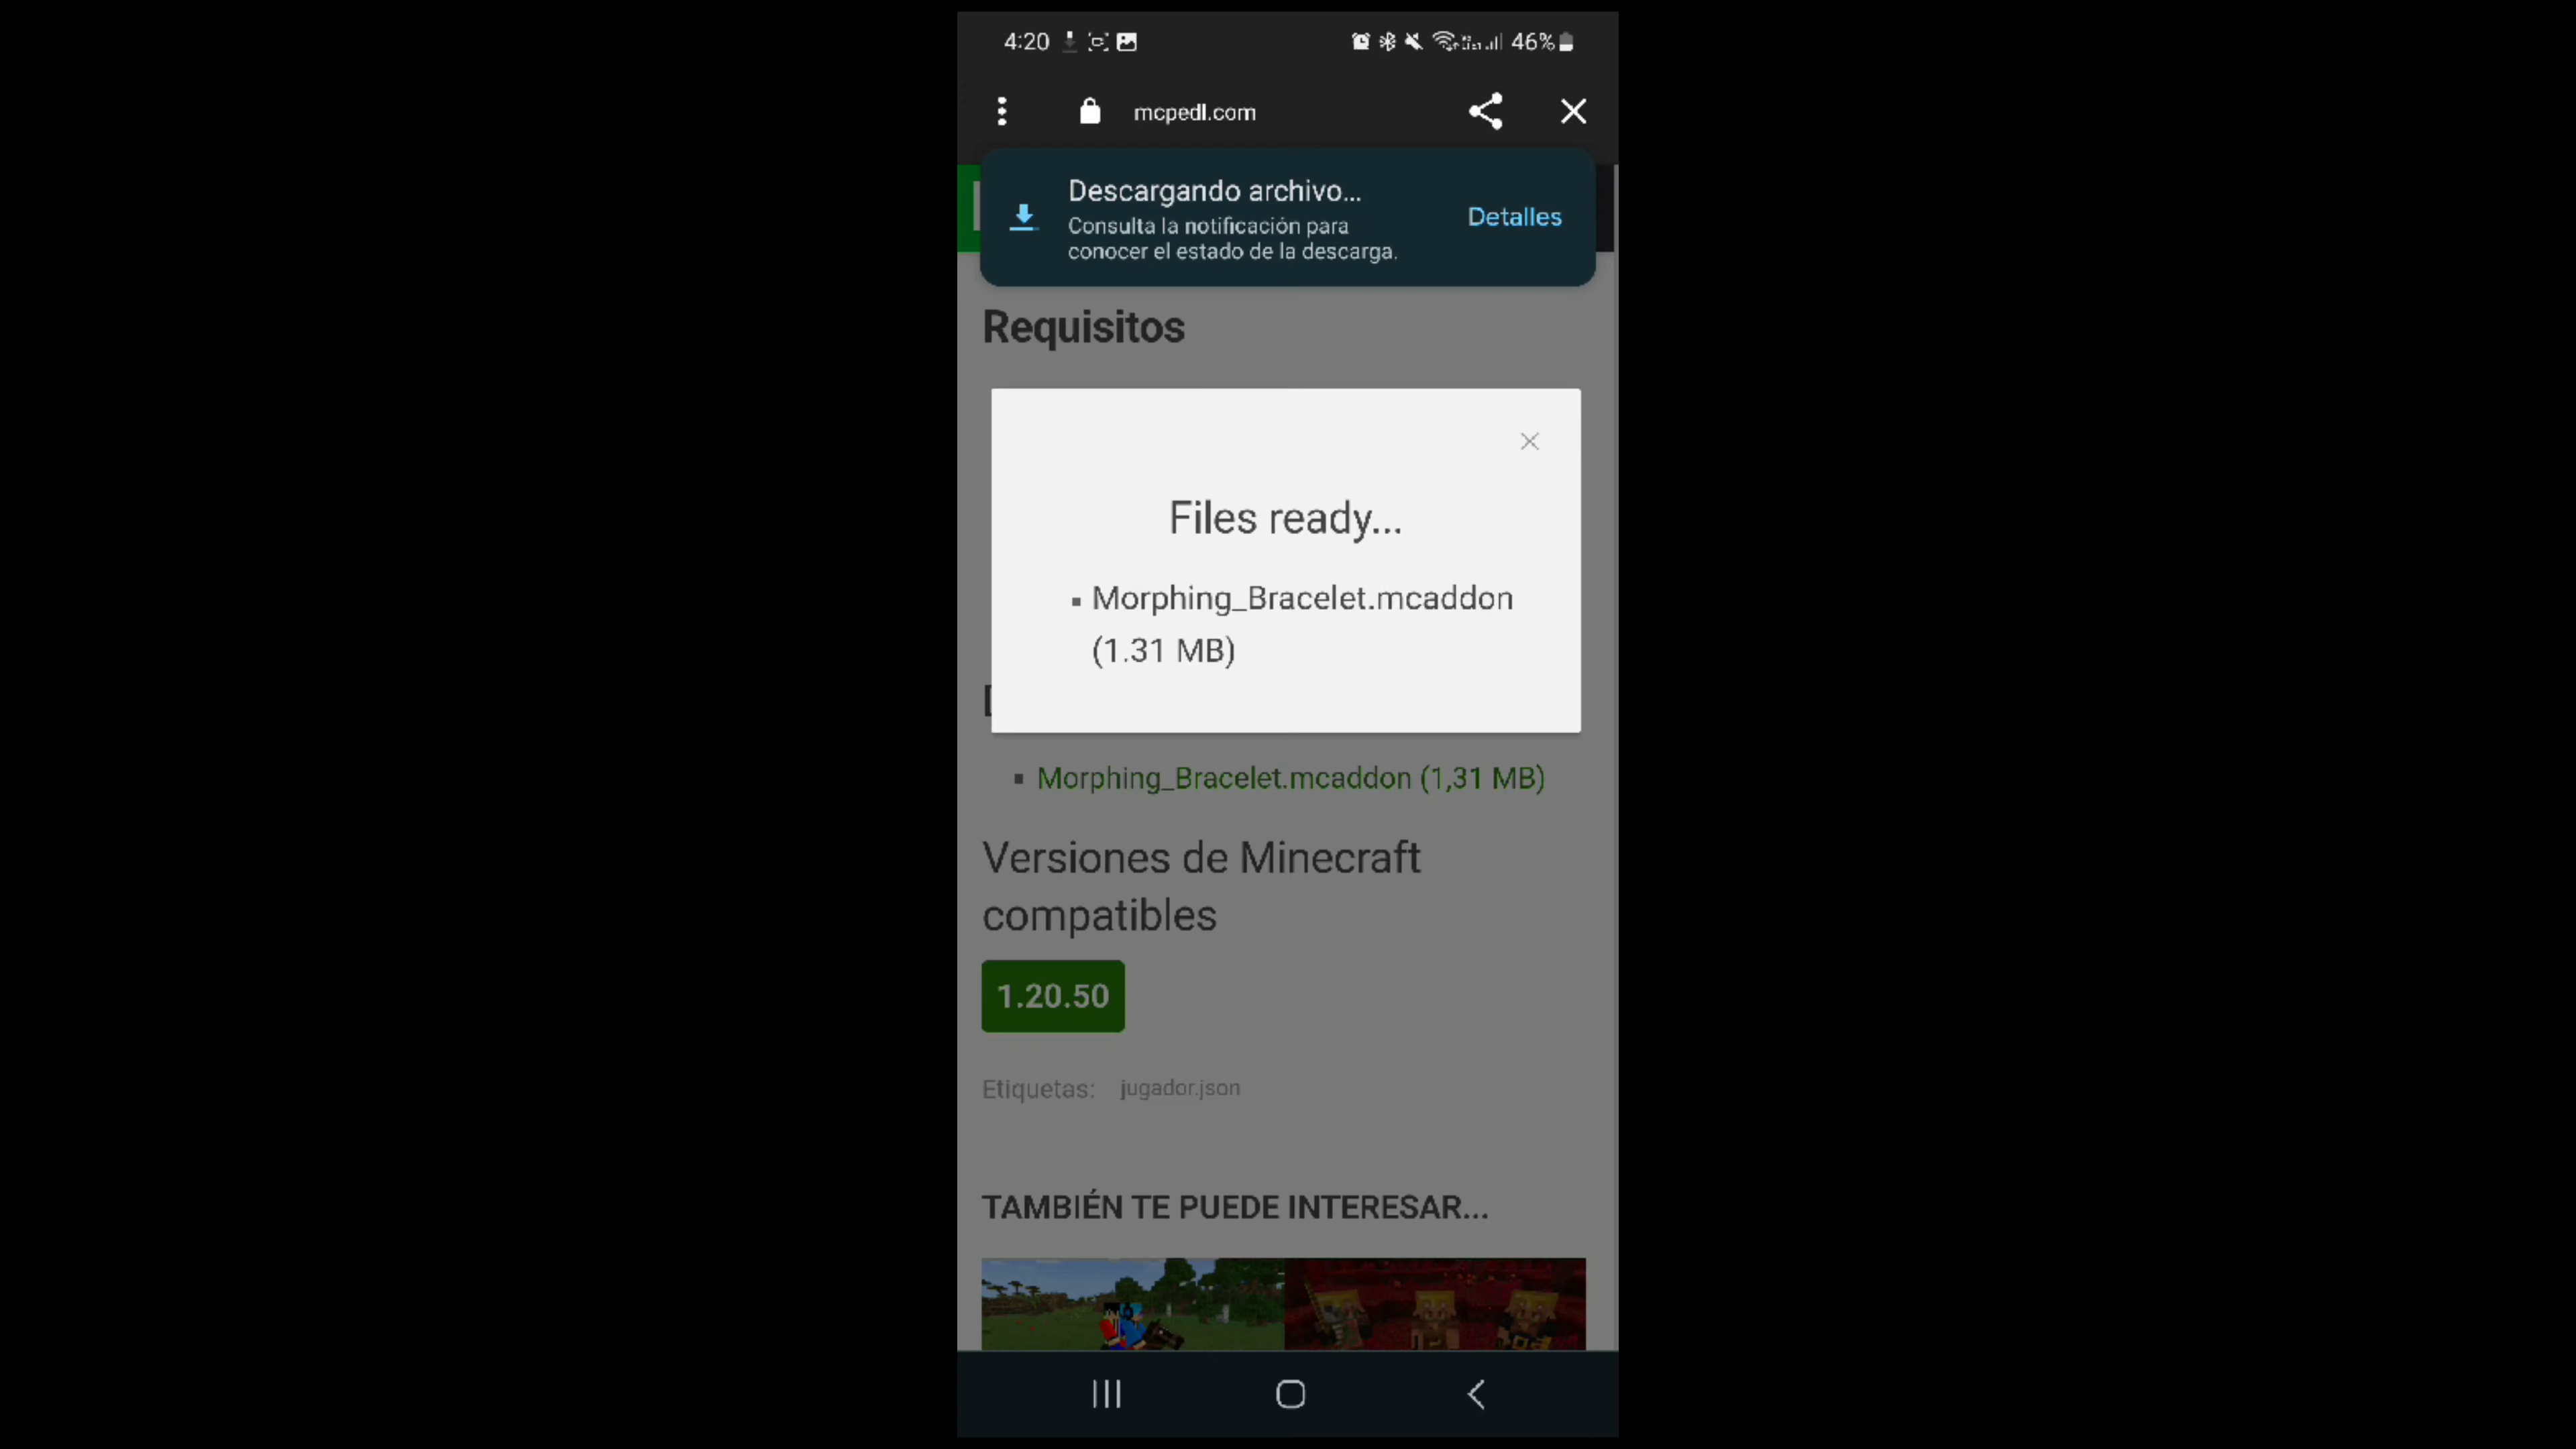 4:20
46%
mcpedl.com
Descargando archivo...
Consulta la notificación para
conocer el estado de la descarga.
Detalles
Requisitos
Files ready...
Morphing_Bracelet.mcaddon
(1.31 MB)
Morphing_Bracelet.mcaddon (1,31 MB)
Versiones de Minecraft
compatibles
1.20.50
Etiquetas: jugador.json
TAMBIÉN TE PUEDE INTERESAR...